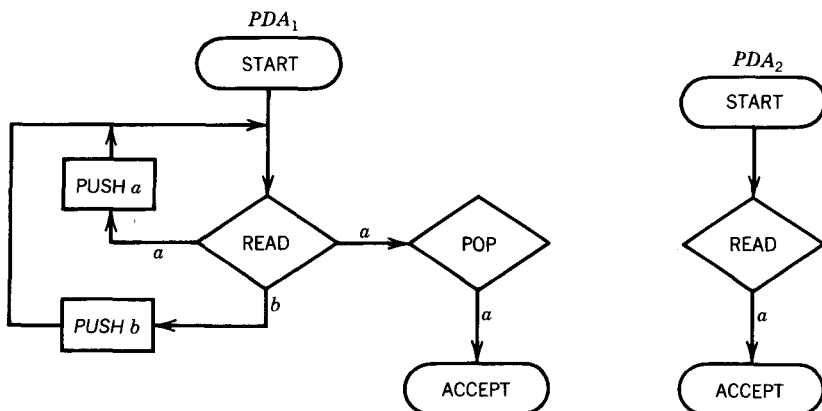 PDA1
START
PUSH a
READ
POP
a
a
b
PUSH b
a
ACCEPT
PDA2
START
READ
a
ACCEPT